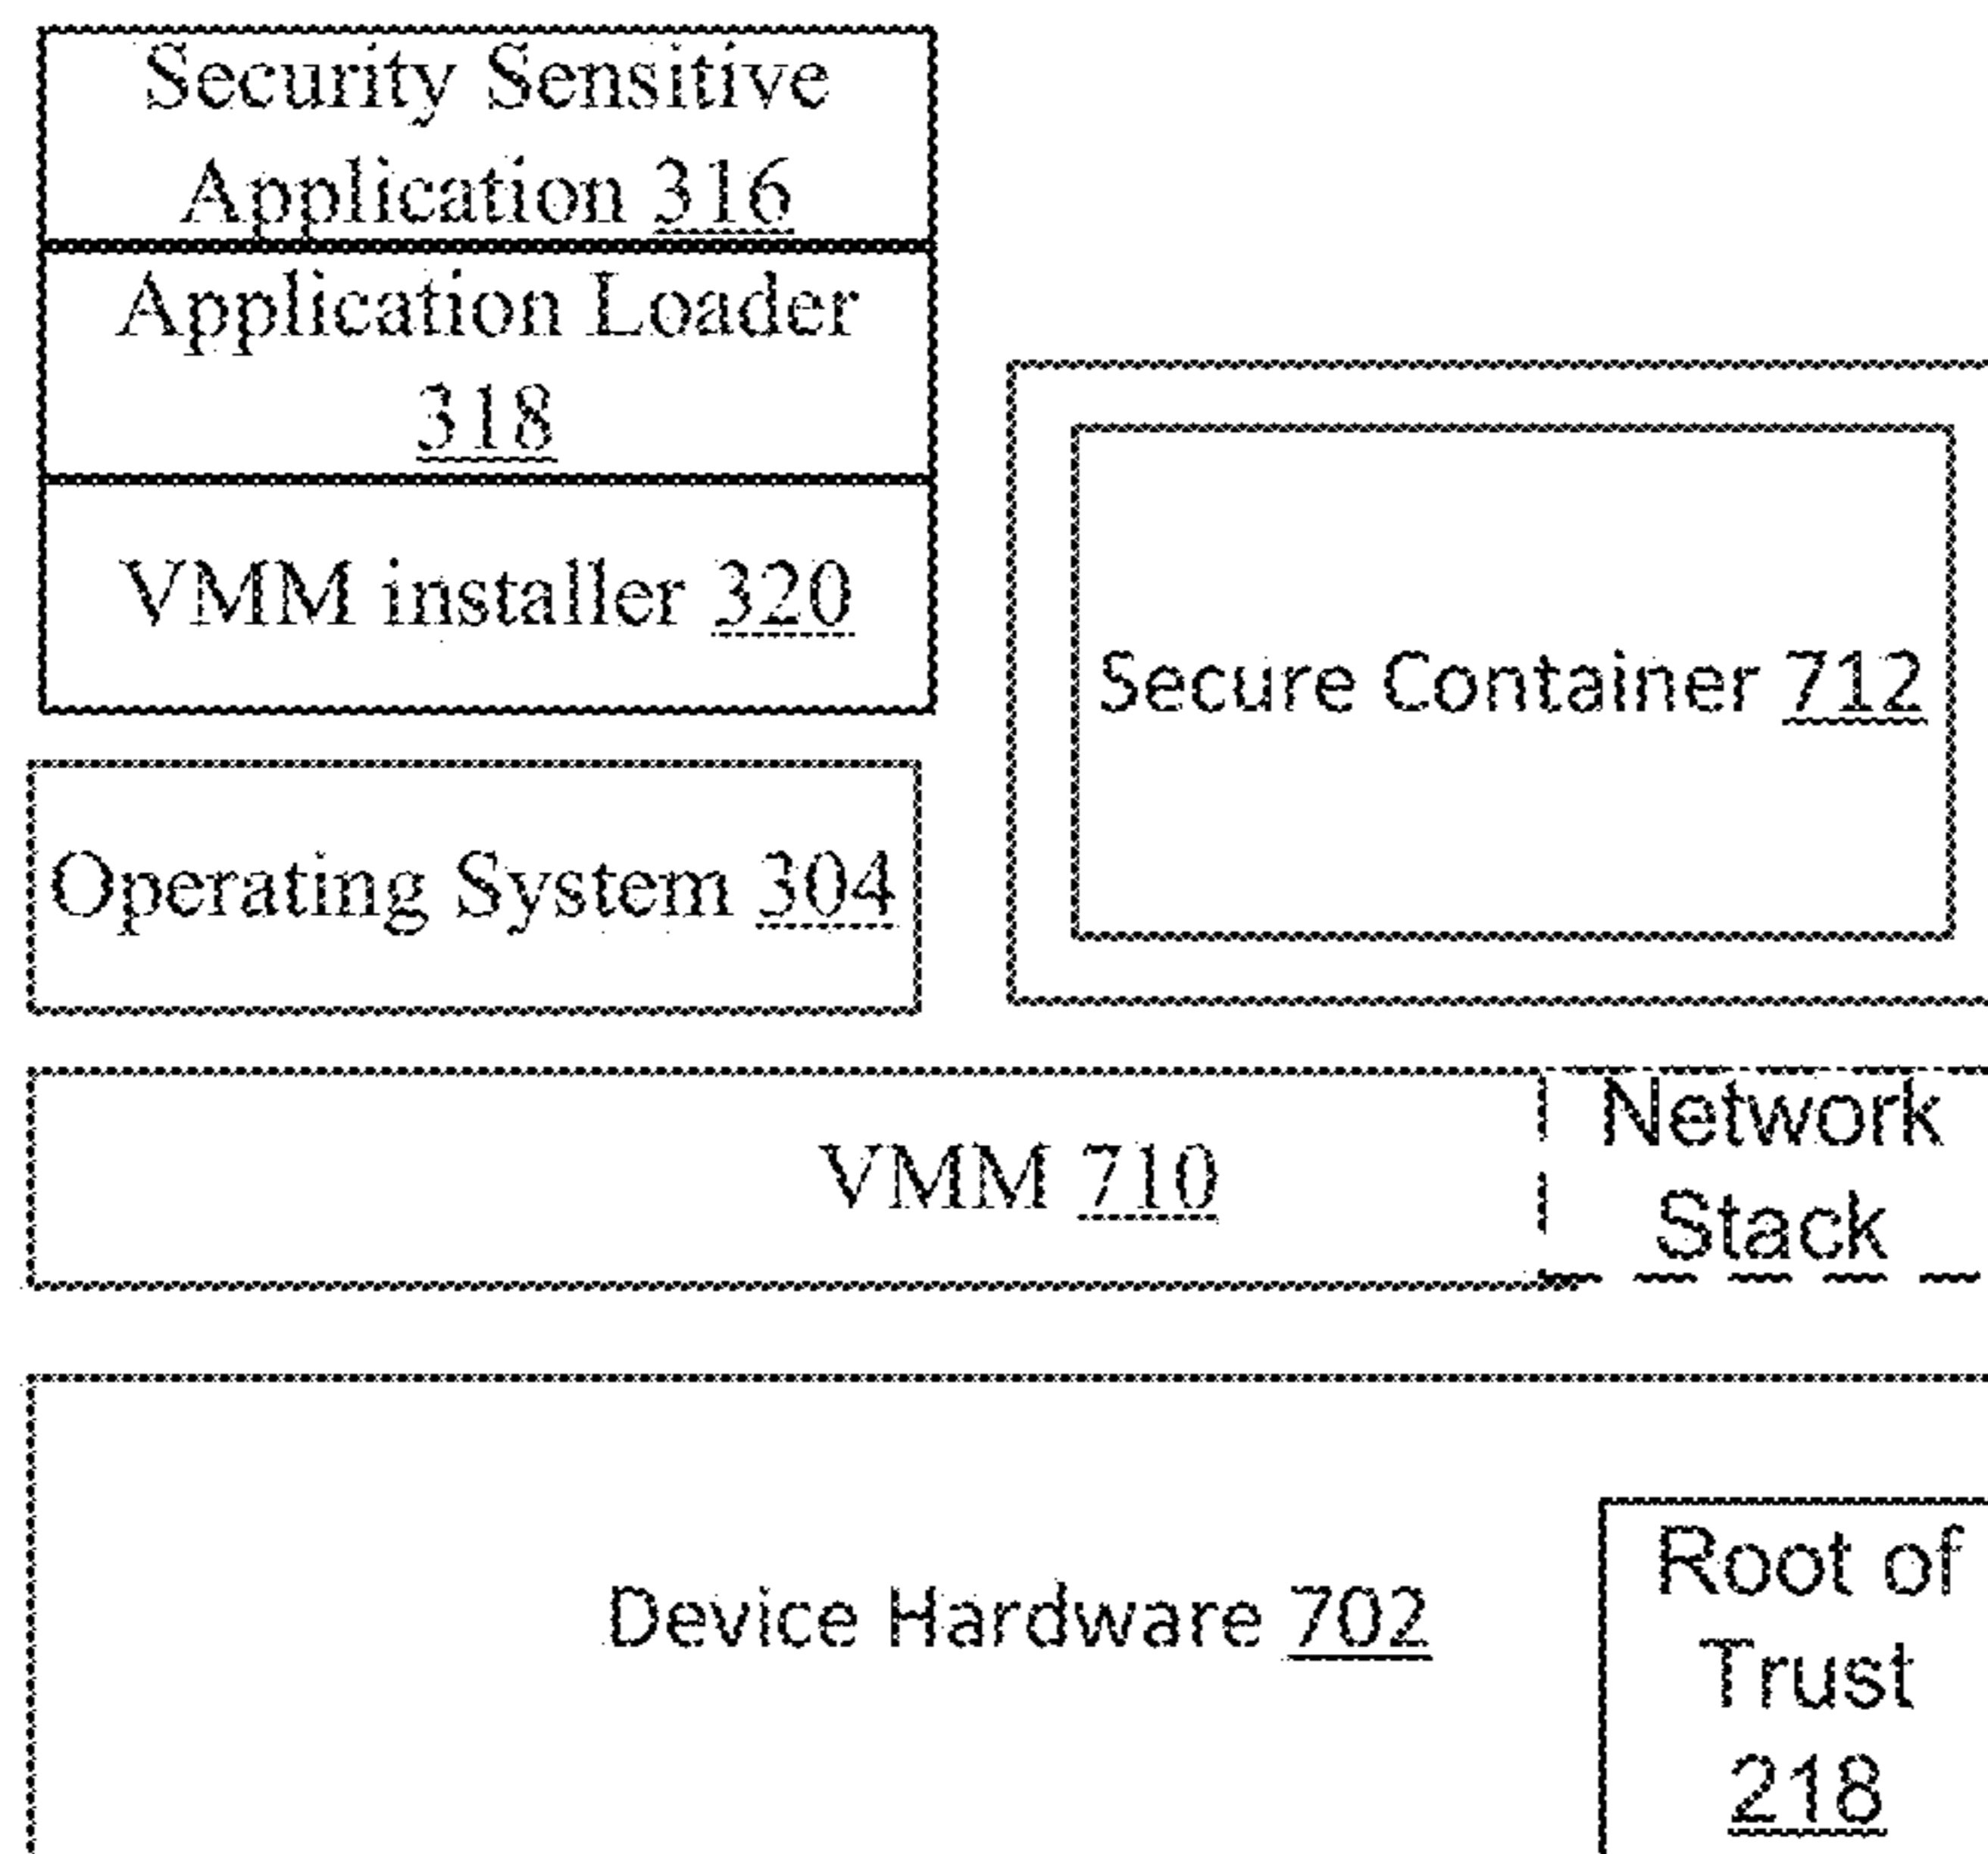 Security Sensitive
Application 316
Application Loader
318
VMM installer 320
Secure Container 712
Operating System 304
VMM 710
Network
Stack
Device Hardware 702
Root of
Trust
218